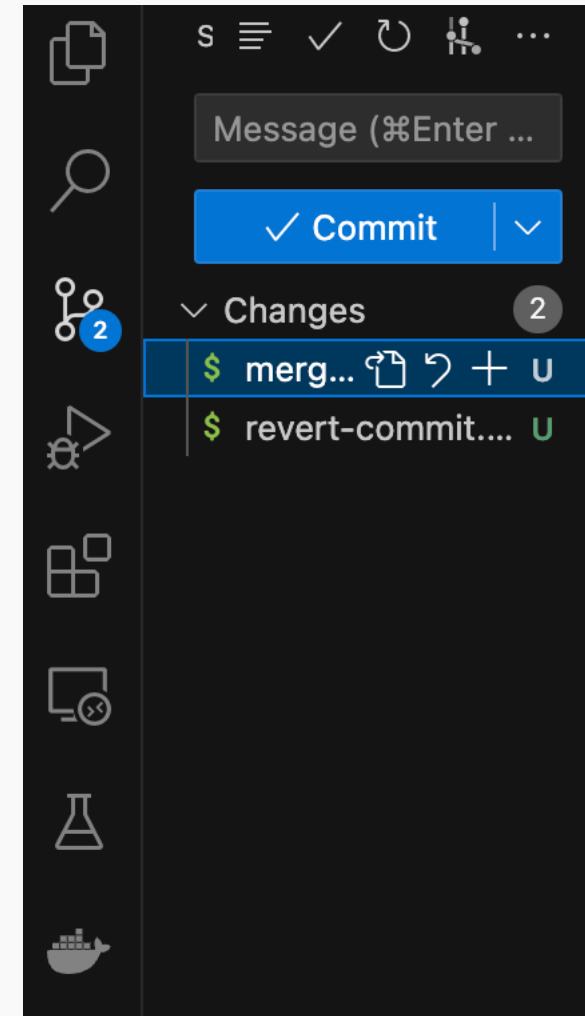 S ...
Message (⌘Enter ...
Commit
2
Changes 2
$ merg... U
$ revert-commit.... U